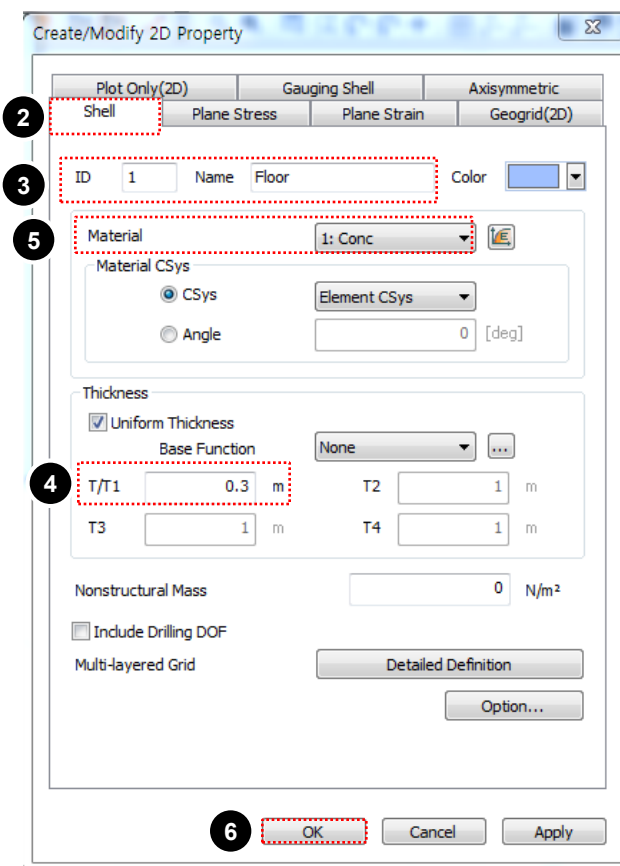 Create/Modify 2D Property
Plot Only(2D) Gauging Shell Axisymmetric
2 Shell Plane Stress Plane Strain Geogrid(2D)
3 ID 1 Name Floor Color
5 Material 1: Conc E
Material CSys
CSys Element CSys
Angle 0 [deg]
Thickness
Uniform Thickness
Base Function None ...
4 T/T1 0.3 m T2 1 m
T3 1 m T4 1 m
Nonstructural Mass 0 N/m²
Include Drilling DOF
Multi-layered Grid Detailed Definition
Option...
6 OK Cancel Apply